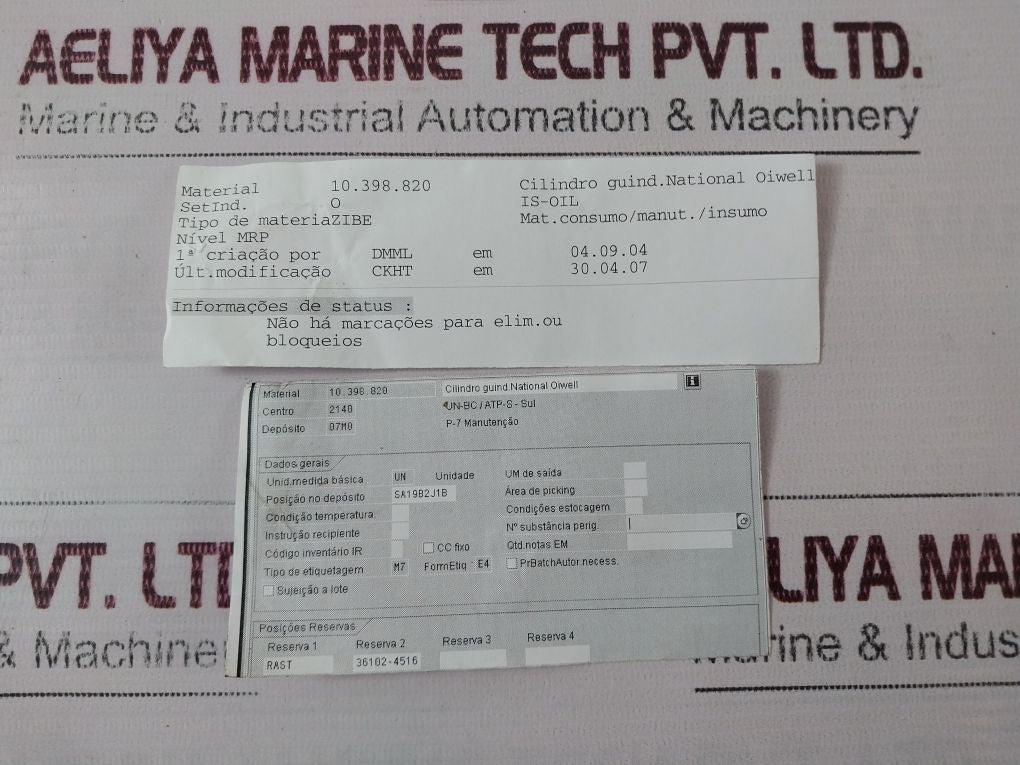 AELIYA MARINE TECH PVT. LTD.
Marine & Industrial Automation & Machinery
Material 10.398.820 Cilindro guind.National Oiwell
SetInd. O IS-OIL
Tipo de materiaZIBE Mat.consumo/manut./insumo
Nível MRP
1ª criação por DMML em 04.09.04
Últ.modificação CKHT em 30.04.07
Informações de status :
Não há marcações para elim.ou
bloqueios
Material 10.398.820 Cilindro guind.National Oiwell
Centro 2140 UN-BC / ATP-S - Sul
Depósito 07M0 P-7 Manutenção
Dados gerais
Unid.medida básica UN Unidade UM de saída
Posição no depósito SA19B2J1B Área de picking
Condição temperatura Condições estocagem
Instrução recipiente Nº substância perig.
Código inventário IR CC fixo Qtd.notas EM
Tipo de etiquetagem M7 FormEtiq E4 PrBatchAutor.necess.
Sujeição a lote
Posições Reservas
Reserva 1 Reserva 2 Reserva 3 Reserva 4
RAST 36102-4516
PVT. LT LIYA MA
& Machine rine & Indus